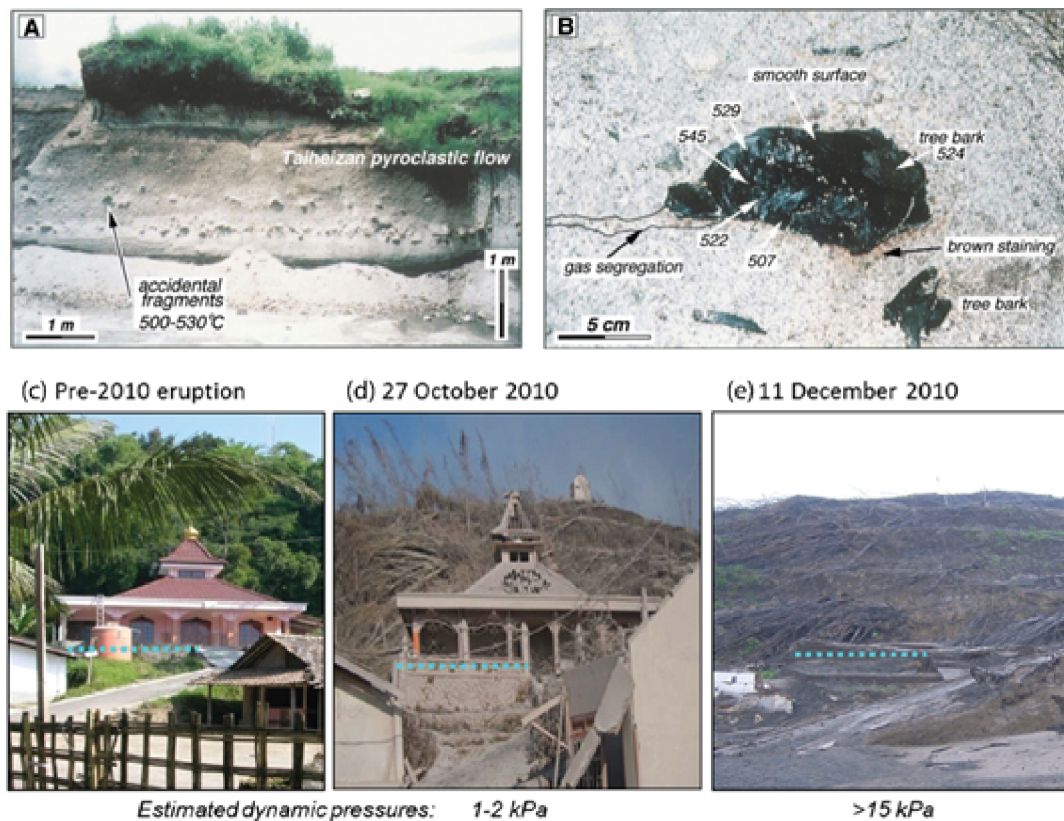 A
Taiheizan pyroclastic flow
accidental
fragments
500-530℃
1 m
1 m
B
smooth surface
529
545
tree bark
524
522
507
gas segregation
brown staining
tree bark
5 cm
(c) Pre-2010 eruption
(d) 27 October 2010
(e) 11 December 2010
Estimated dynamic pressures: 1-2 kPa >15 kPa